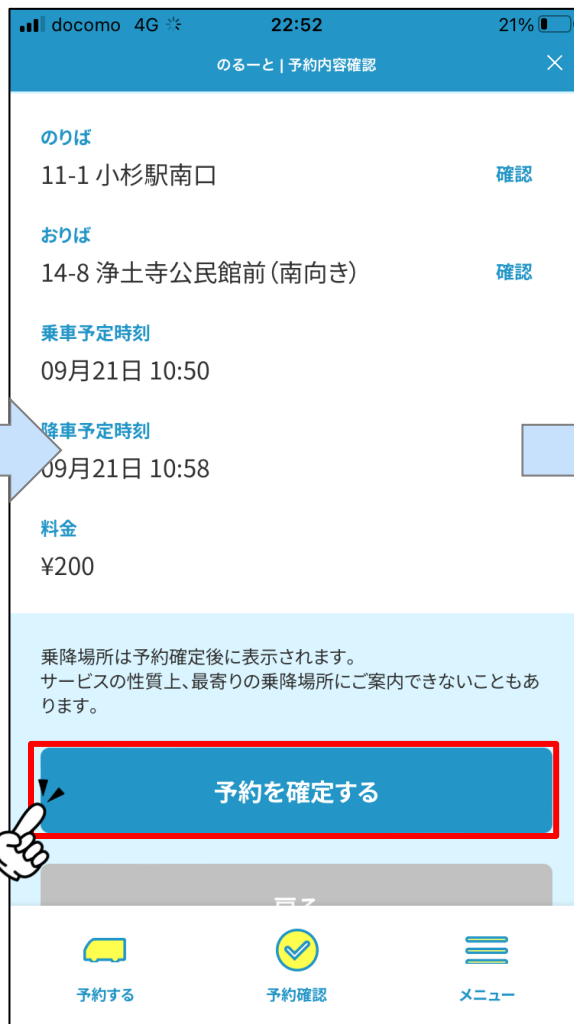 docomo 4G 22:52 21%
のるーと | 予約内容確認
のりば
11-1 小杉駅南口 確認
おりば
14-8 浄土寺公民館前（南向き） 確認
乗車予定時刻
09月21日 10:50
降車予定時刻
09月21日 10:58
料金
¥200
乗降場所は予約確定後に表示されます。
サービスの性質上、最寄りの乗降場所にご案内できないこともあ
ります。
予約を確定する
戻る
予約する 予約確認 メニュー